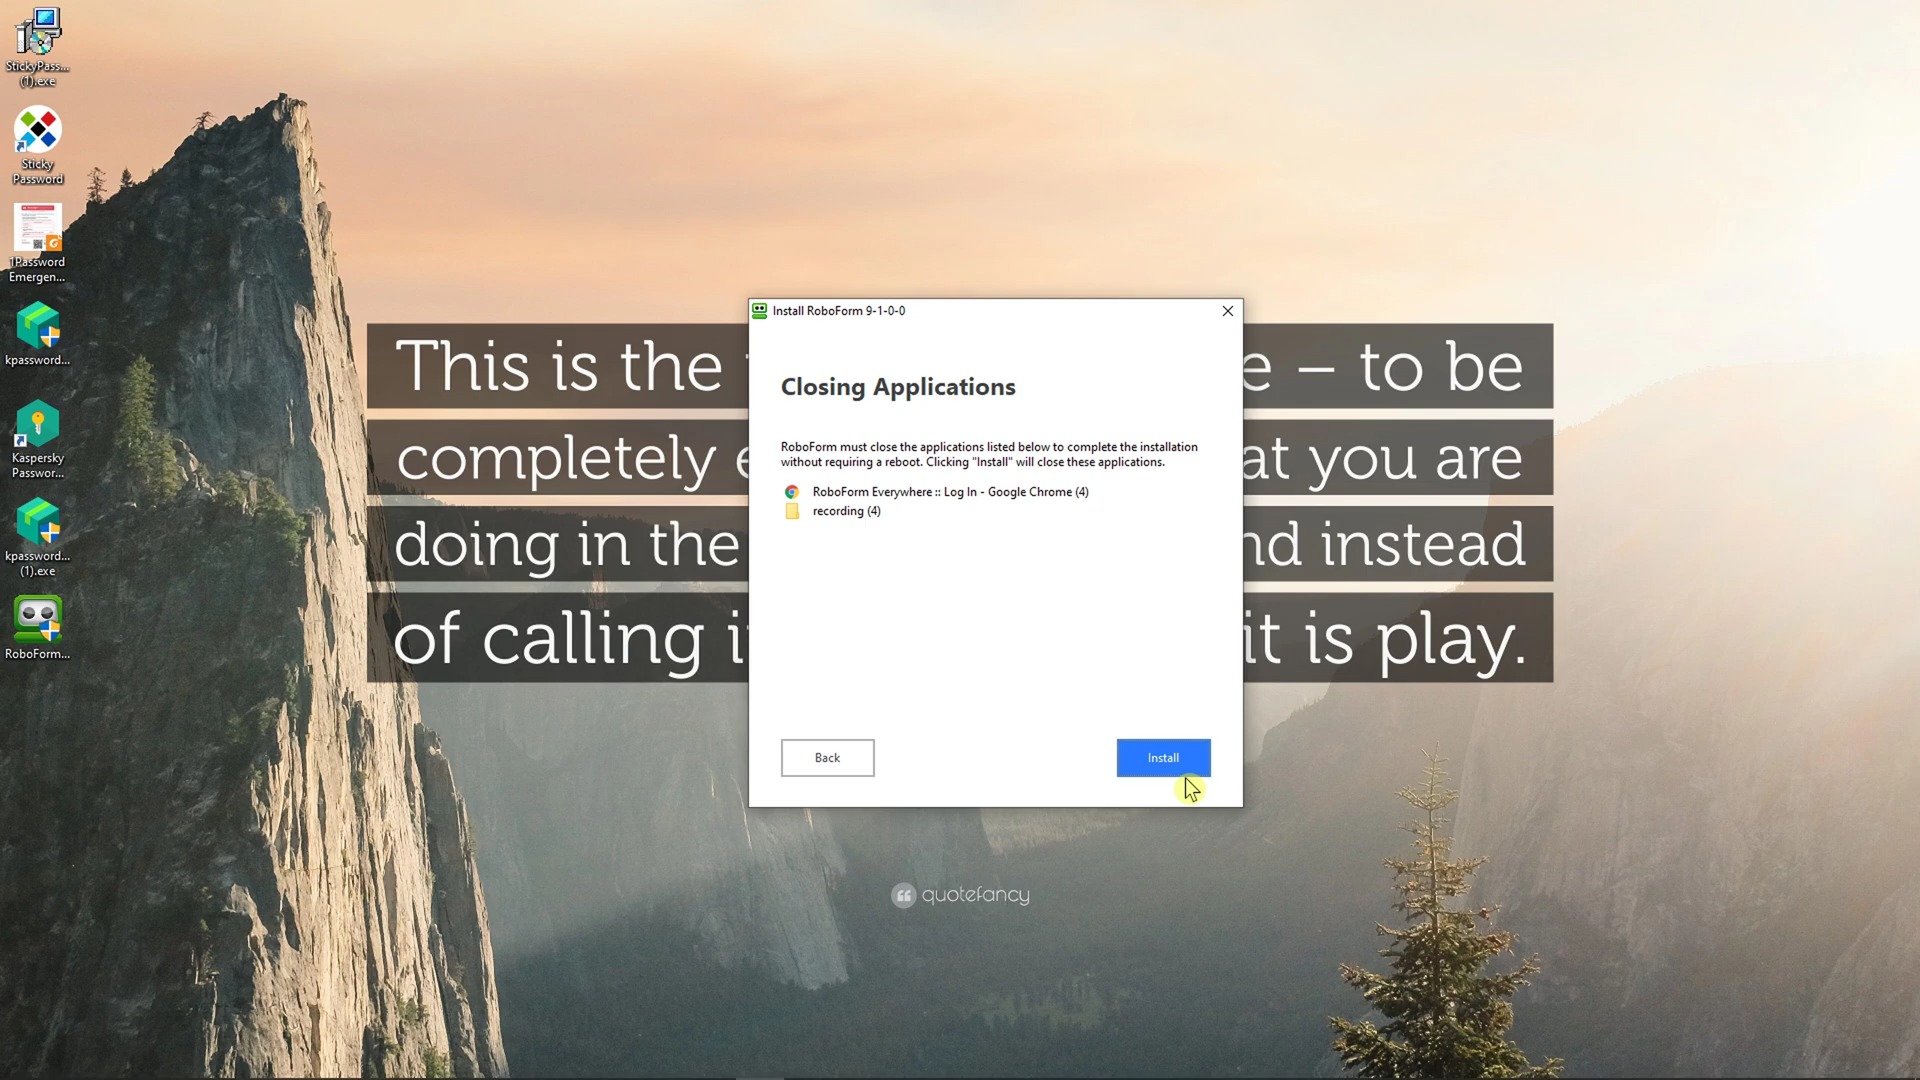 StickyPass...
(1).exe
Sticky
Password
1Password
Emergen...
kpassword...
Kaspersky
Passwor...
kpassword...
(1).exe
RoboForm...
This is the
e – to be
completely e
at you are
doing in the
nd instead
of calling i
it is play.
quotefancy
Install RoboForm 9-1-0-0
Closing Applications
RoboForm must close the applications listed below to complete the installation
without requiring a reboot. Clicking "Install" will close these applications.
RoboForm Everywhere :: Log In - Google Chrome (4)
recording (4)
Back
Install